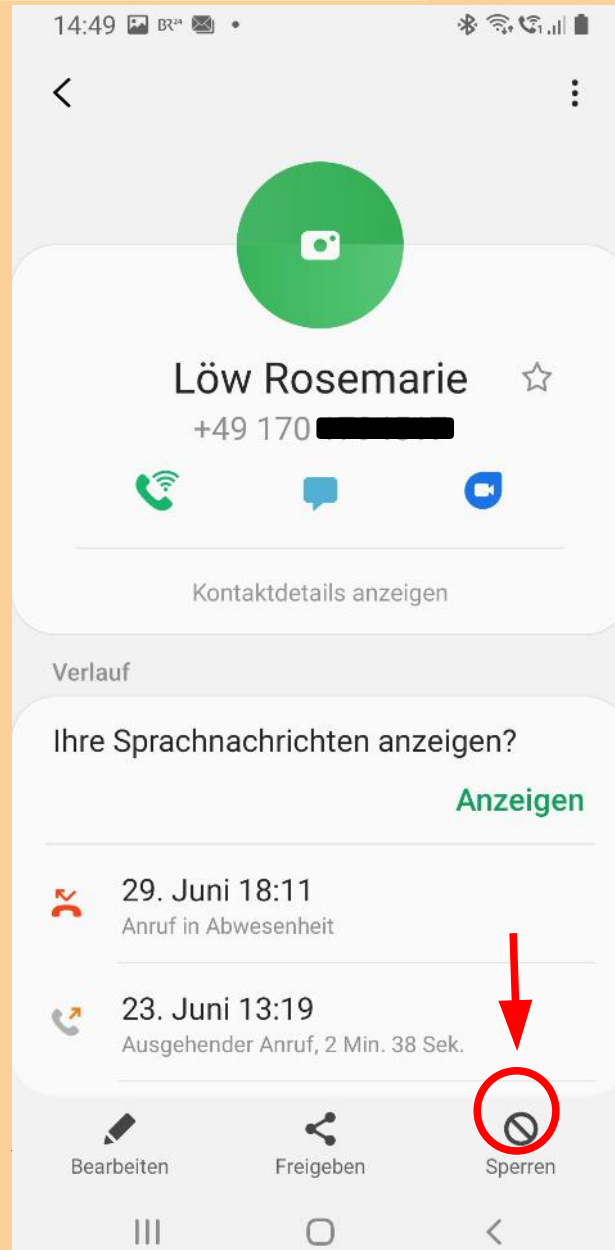 14:49 BR24
Löw Rosemarie
+49 170
Kontaktdetails anzeigen
Verlauf
Ihre Sprachnachrichten anzeigen?
Anzeigen
29. Juni 18:11
Anruf in Abwesenheit
23. Juni 13:19
Ausgehender Anruf, 2 Min. 38 Sek.
Bearbeiten Freigeben Sperren